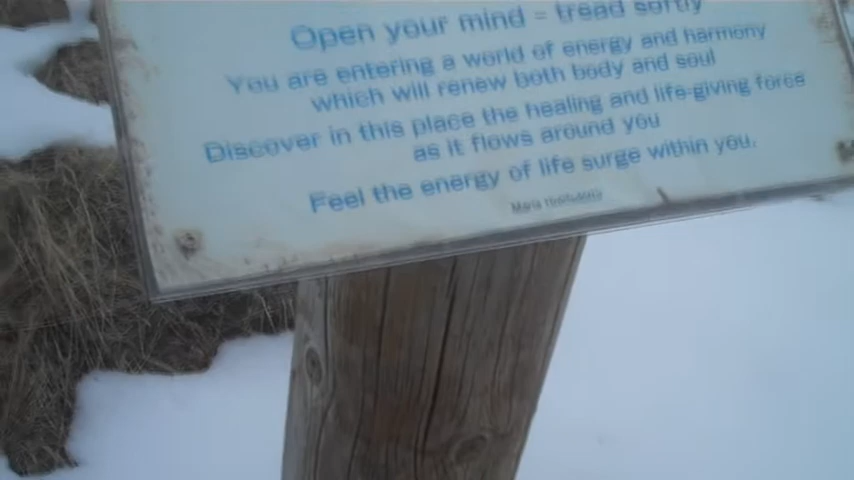 Open your mind = tread softly
You are entering a world of energy and harmony
which will renew both body and soul
Discover in this place the healing and life-giving force
as it flows around you
Feel the energy of life surge within you.